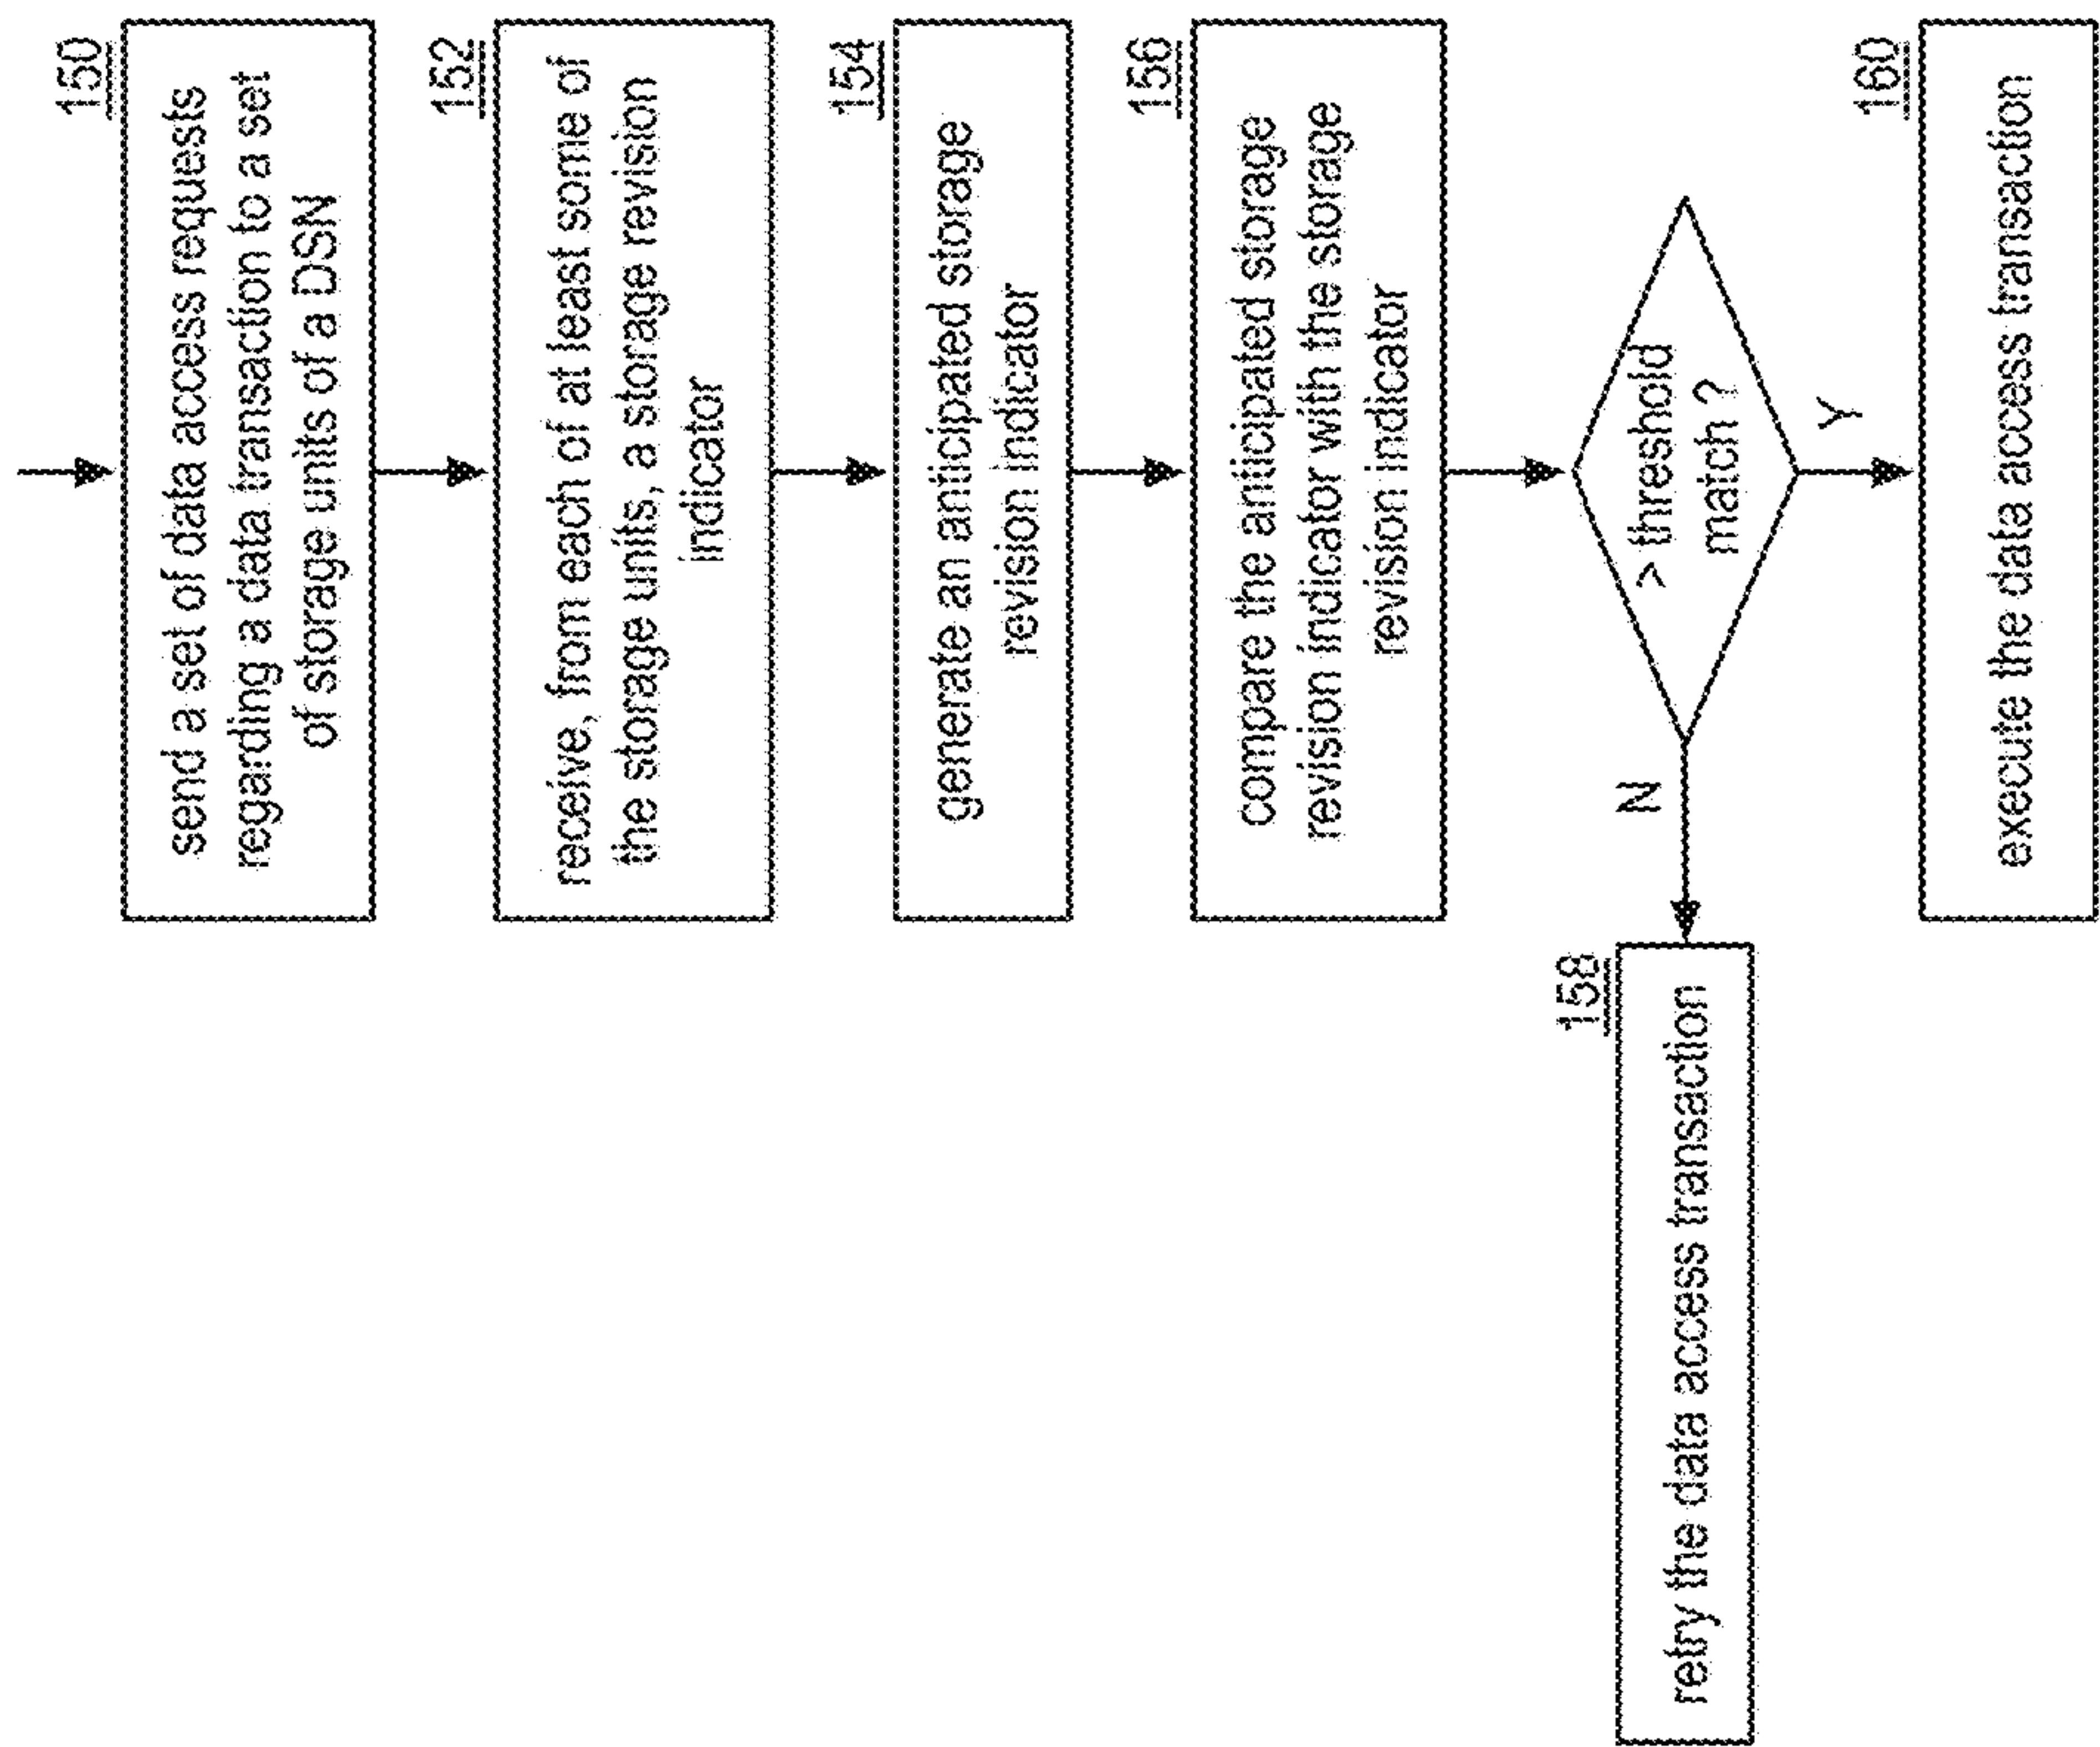 150
send a set of data access requests
regarding a data transaction to a set
of storage units of a DSN
152
receive, from each of at least some of
the storage units, a storage revision
indicator
154
generate an anticipated storage
revision indicator
156
compare the anticipated storage
revision indicator with the storage
revision indicator
> threshold
match ?
N
Y
158
retry the data access transaction
160
execute the data access transaction